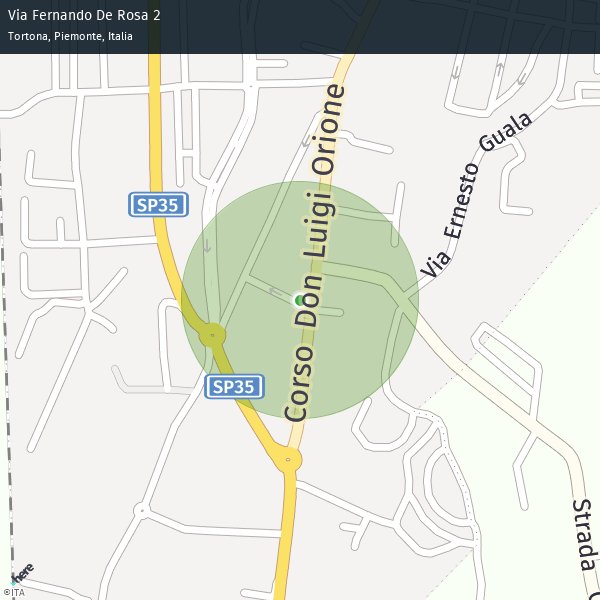 Via Fernando De Rosa 2
Tortona, Piemonte, Italia
Corso Don Luigi Orione
Via Ernesto Guala
SP35
SP35
Strada
here
©ITA